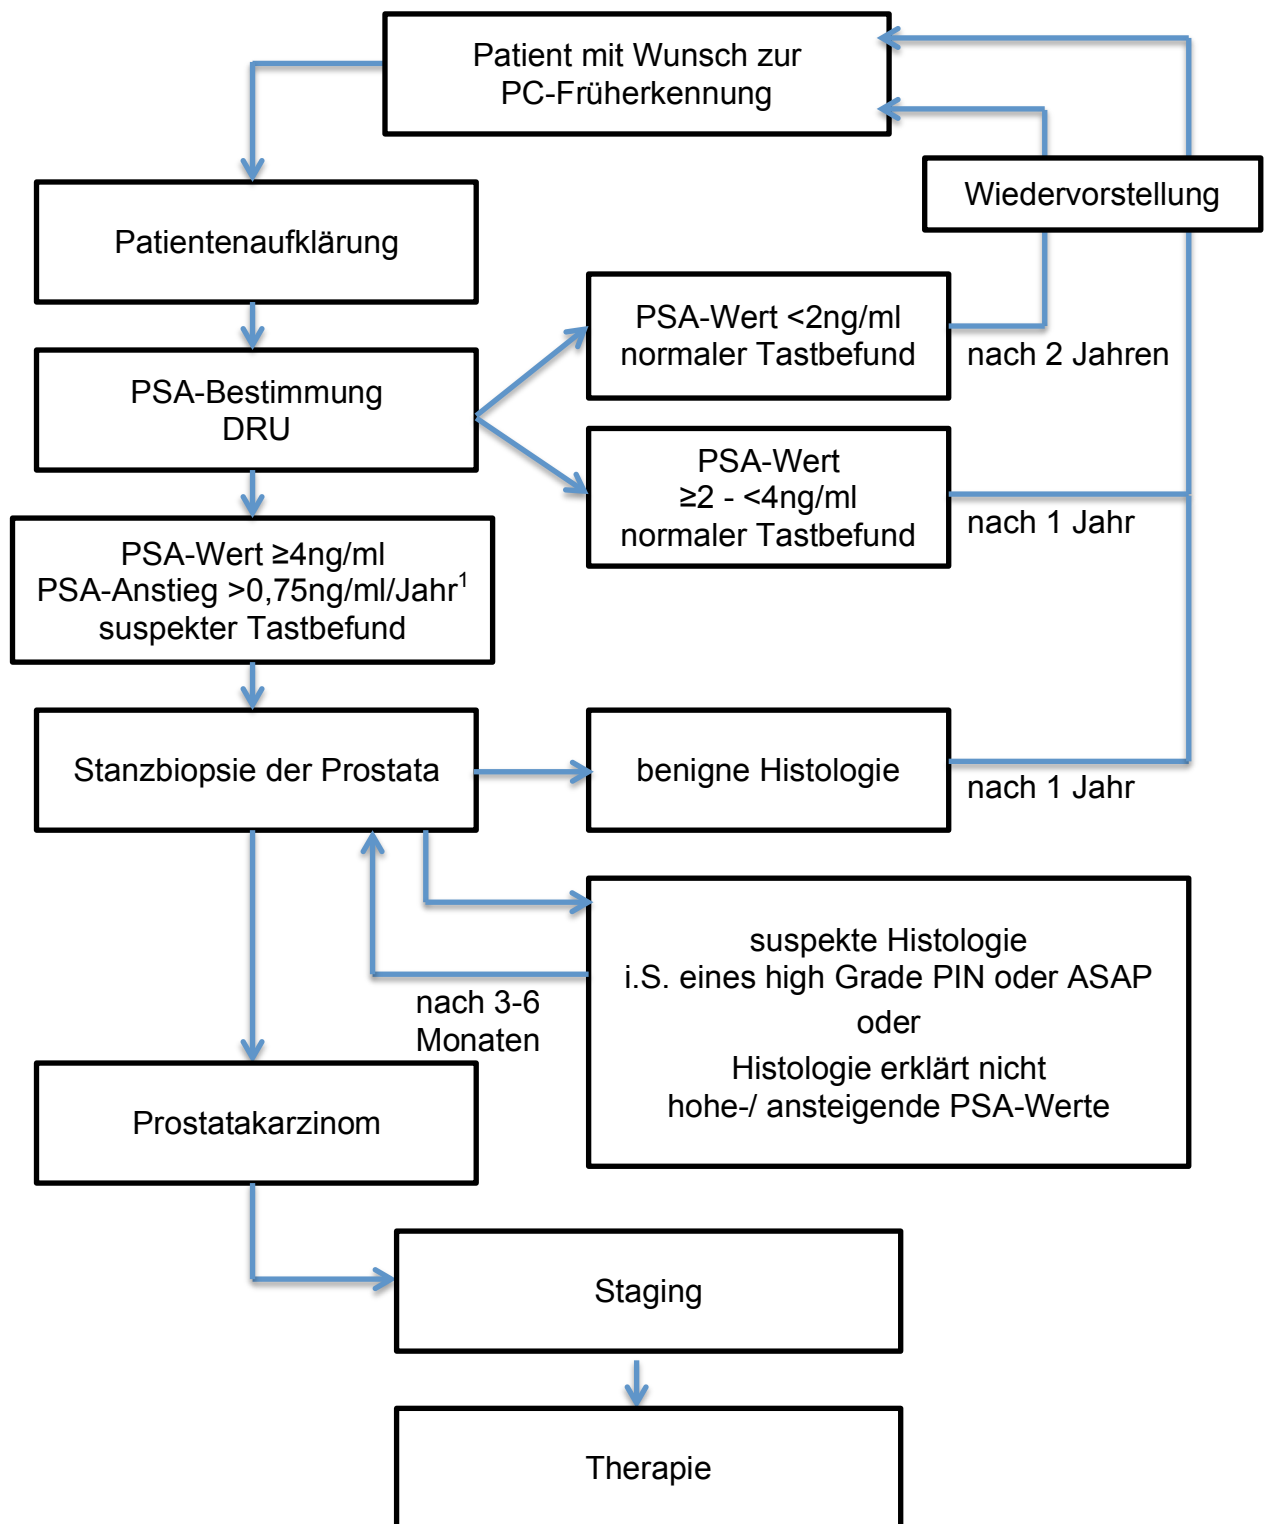 Patient mit Wunsch zur
PC-Früherkennung
Wiedervorstellung
Patientenaufklärung
PSA-Wert <2ng/ml
normaler Tastbefund
nach 2 Jahren
PSA-Bestimmung
DRU
PSA-Wert
≥2 - <4ng/ml
normaler Tastbefund
nach 1 Jahr
PSA-Wert ≥4ng/ml
PSA-Anstieg >0,75ng/ml/Jahr¹
suspekter Tastbefund
Stanzbiopsie der Prostata
benigne Histologie
nach 1 Jahr
suspekte Histologie
i.S. eines high Grade PIN oder ASAP
oder
Histologie erklärt nicht
hohe-/ ansteigende PSA-Werte
nach 3-6
Monaten
Prostatakarzinom
Staging
Therapie